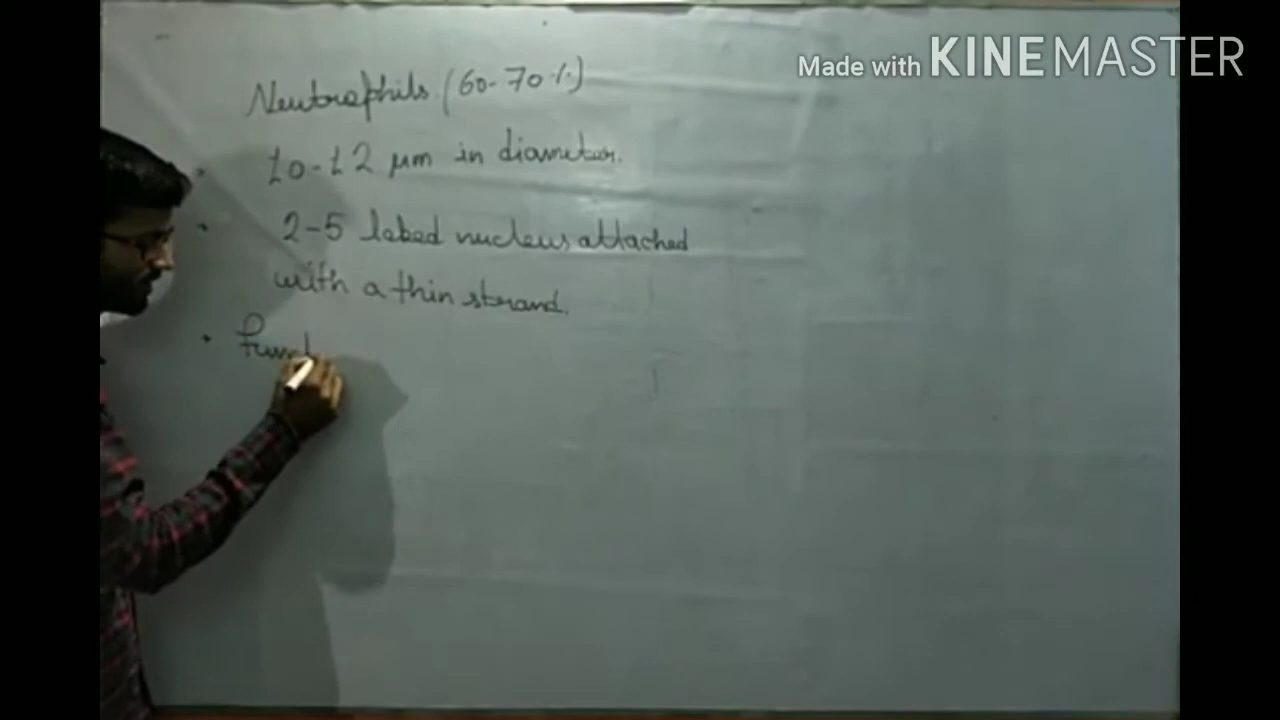 Made with KINEMASTER
Neutrophils (60-70%)
10-12 μm in diameter.
2-5 lobed nucleus attached
with a thin strand.